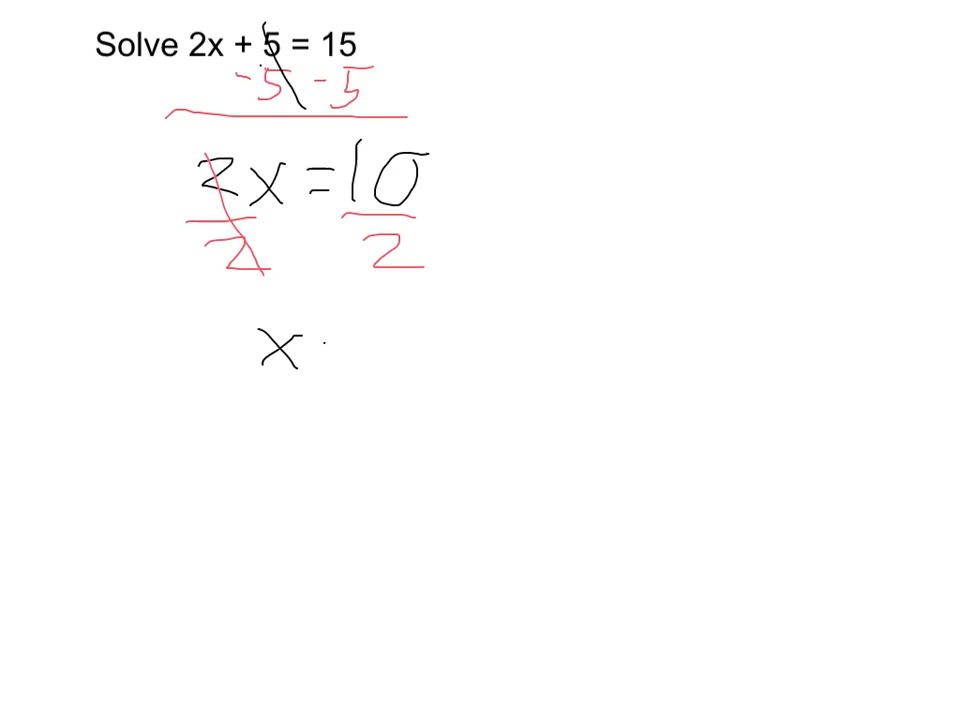 Solve 2x + 5 = 15
-5 -5
2x = 10
2 2
x